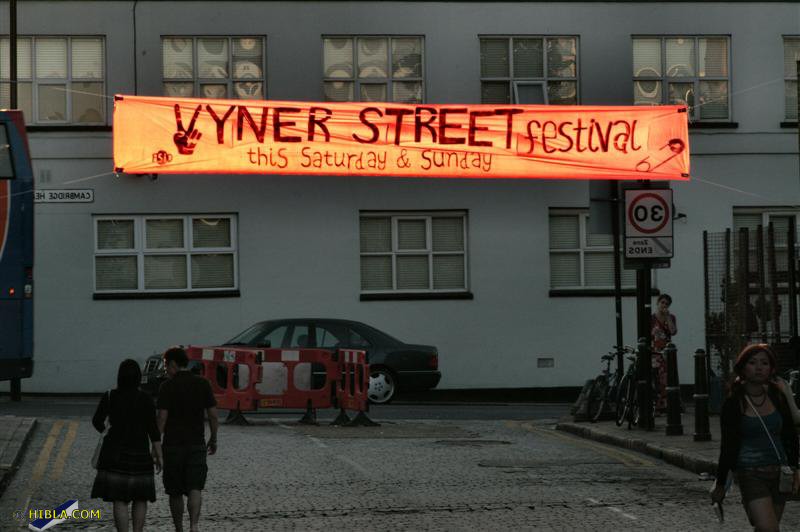 VYNER STREET festival
this Saturday & Sunday
CAMBRIDGE HE
30
Zone
ENDS
© HIBLA.COM